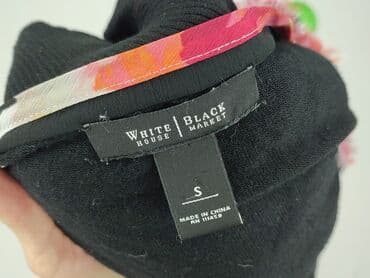 WHITE HOUSE | BLACK MARKET
S
MADE IN CHINA